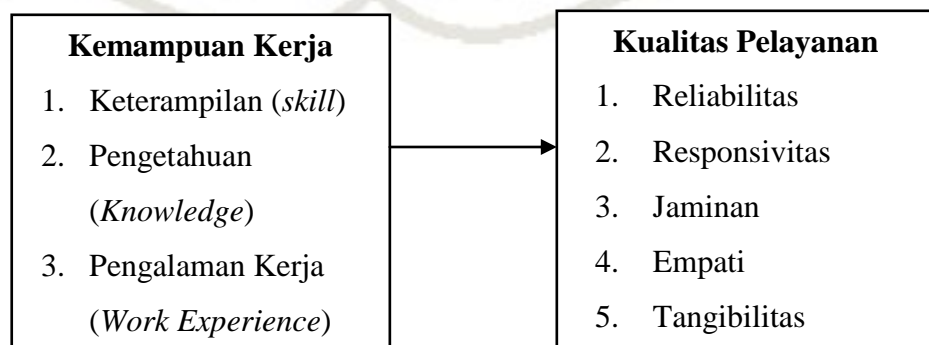 Kemampuan Kerja
1. Keterampilan (skill)
2. Pengetahuan
(Knowledge)
3. Pengalaman Kerja
(Work Experience)
Kualitas Pelayanan
1. Reliabilitas
2. Responsivitas
3. Jaminan
4. Empati
5. Tangibilitas